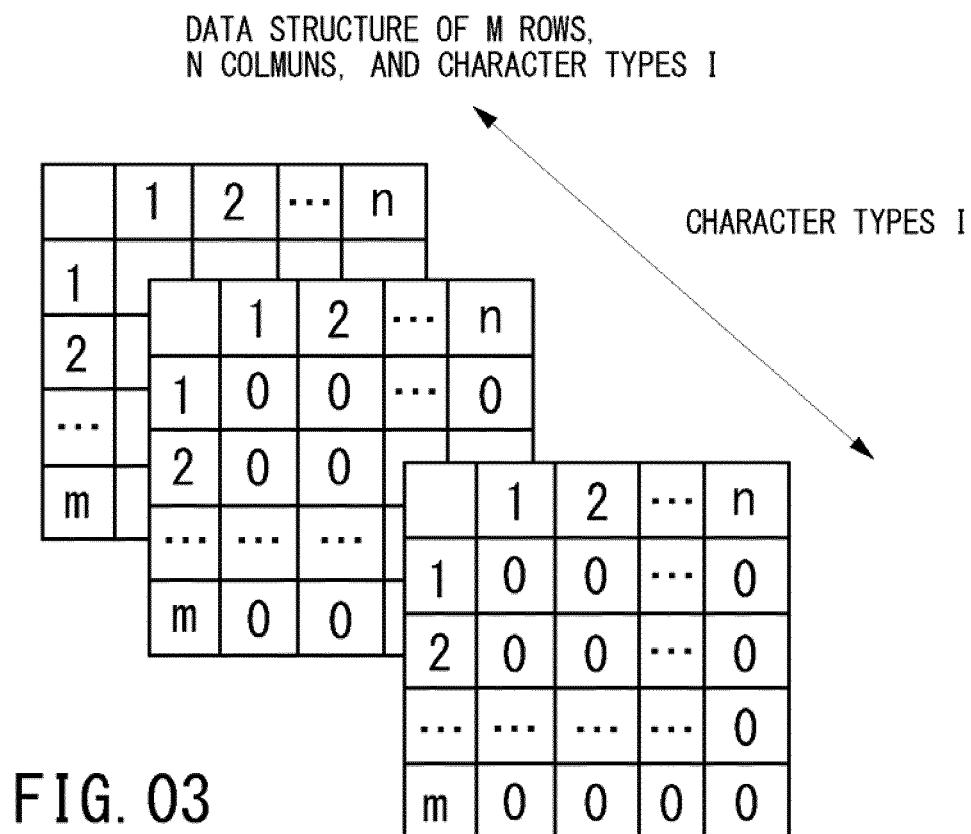 DATA STRUCTURE OF M ROWS,
N COLMUNS, AND CHARACTER TYPES I
CHARACTER TYPES I
1 2 ... n
1
2
...
m
1 2 ... n
1 0 0 ... 0
2 0 0
... ... ...
m 0 0
1 2 ... n
1 0 0 ... 0
2 0 0 ... 0
... ... ... ... 0
m 0 0 0 0
FIG. 03